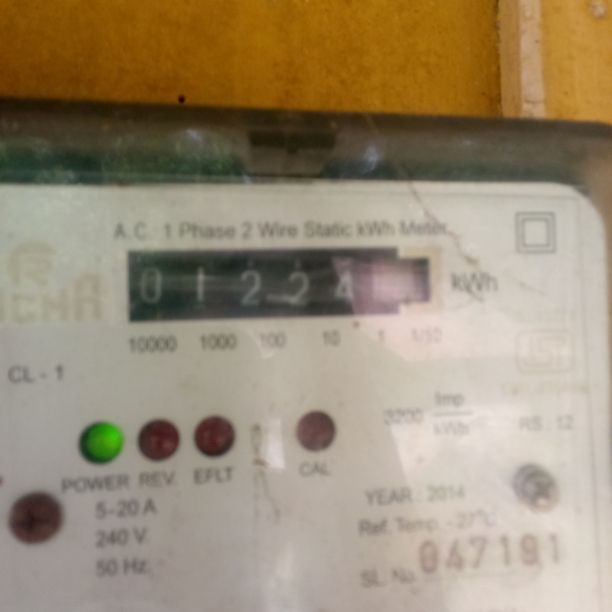 A.C. 1 Phase 2 Wire Static kWh Meter
0 1 2 2 4 kWh
10000 1000 100 10 1 1/10
CL - 1
3200 Imp/kWh
RS : 12
POWER REV. EFLT CAL
5-20 A
240 V
50 Hz
YEAR : 2014
Ref. Temp. - 27°C
SL. No. 047191